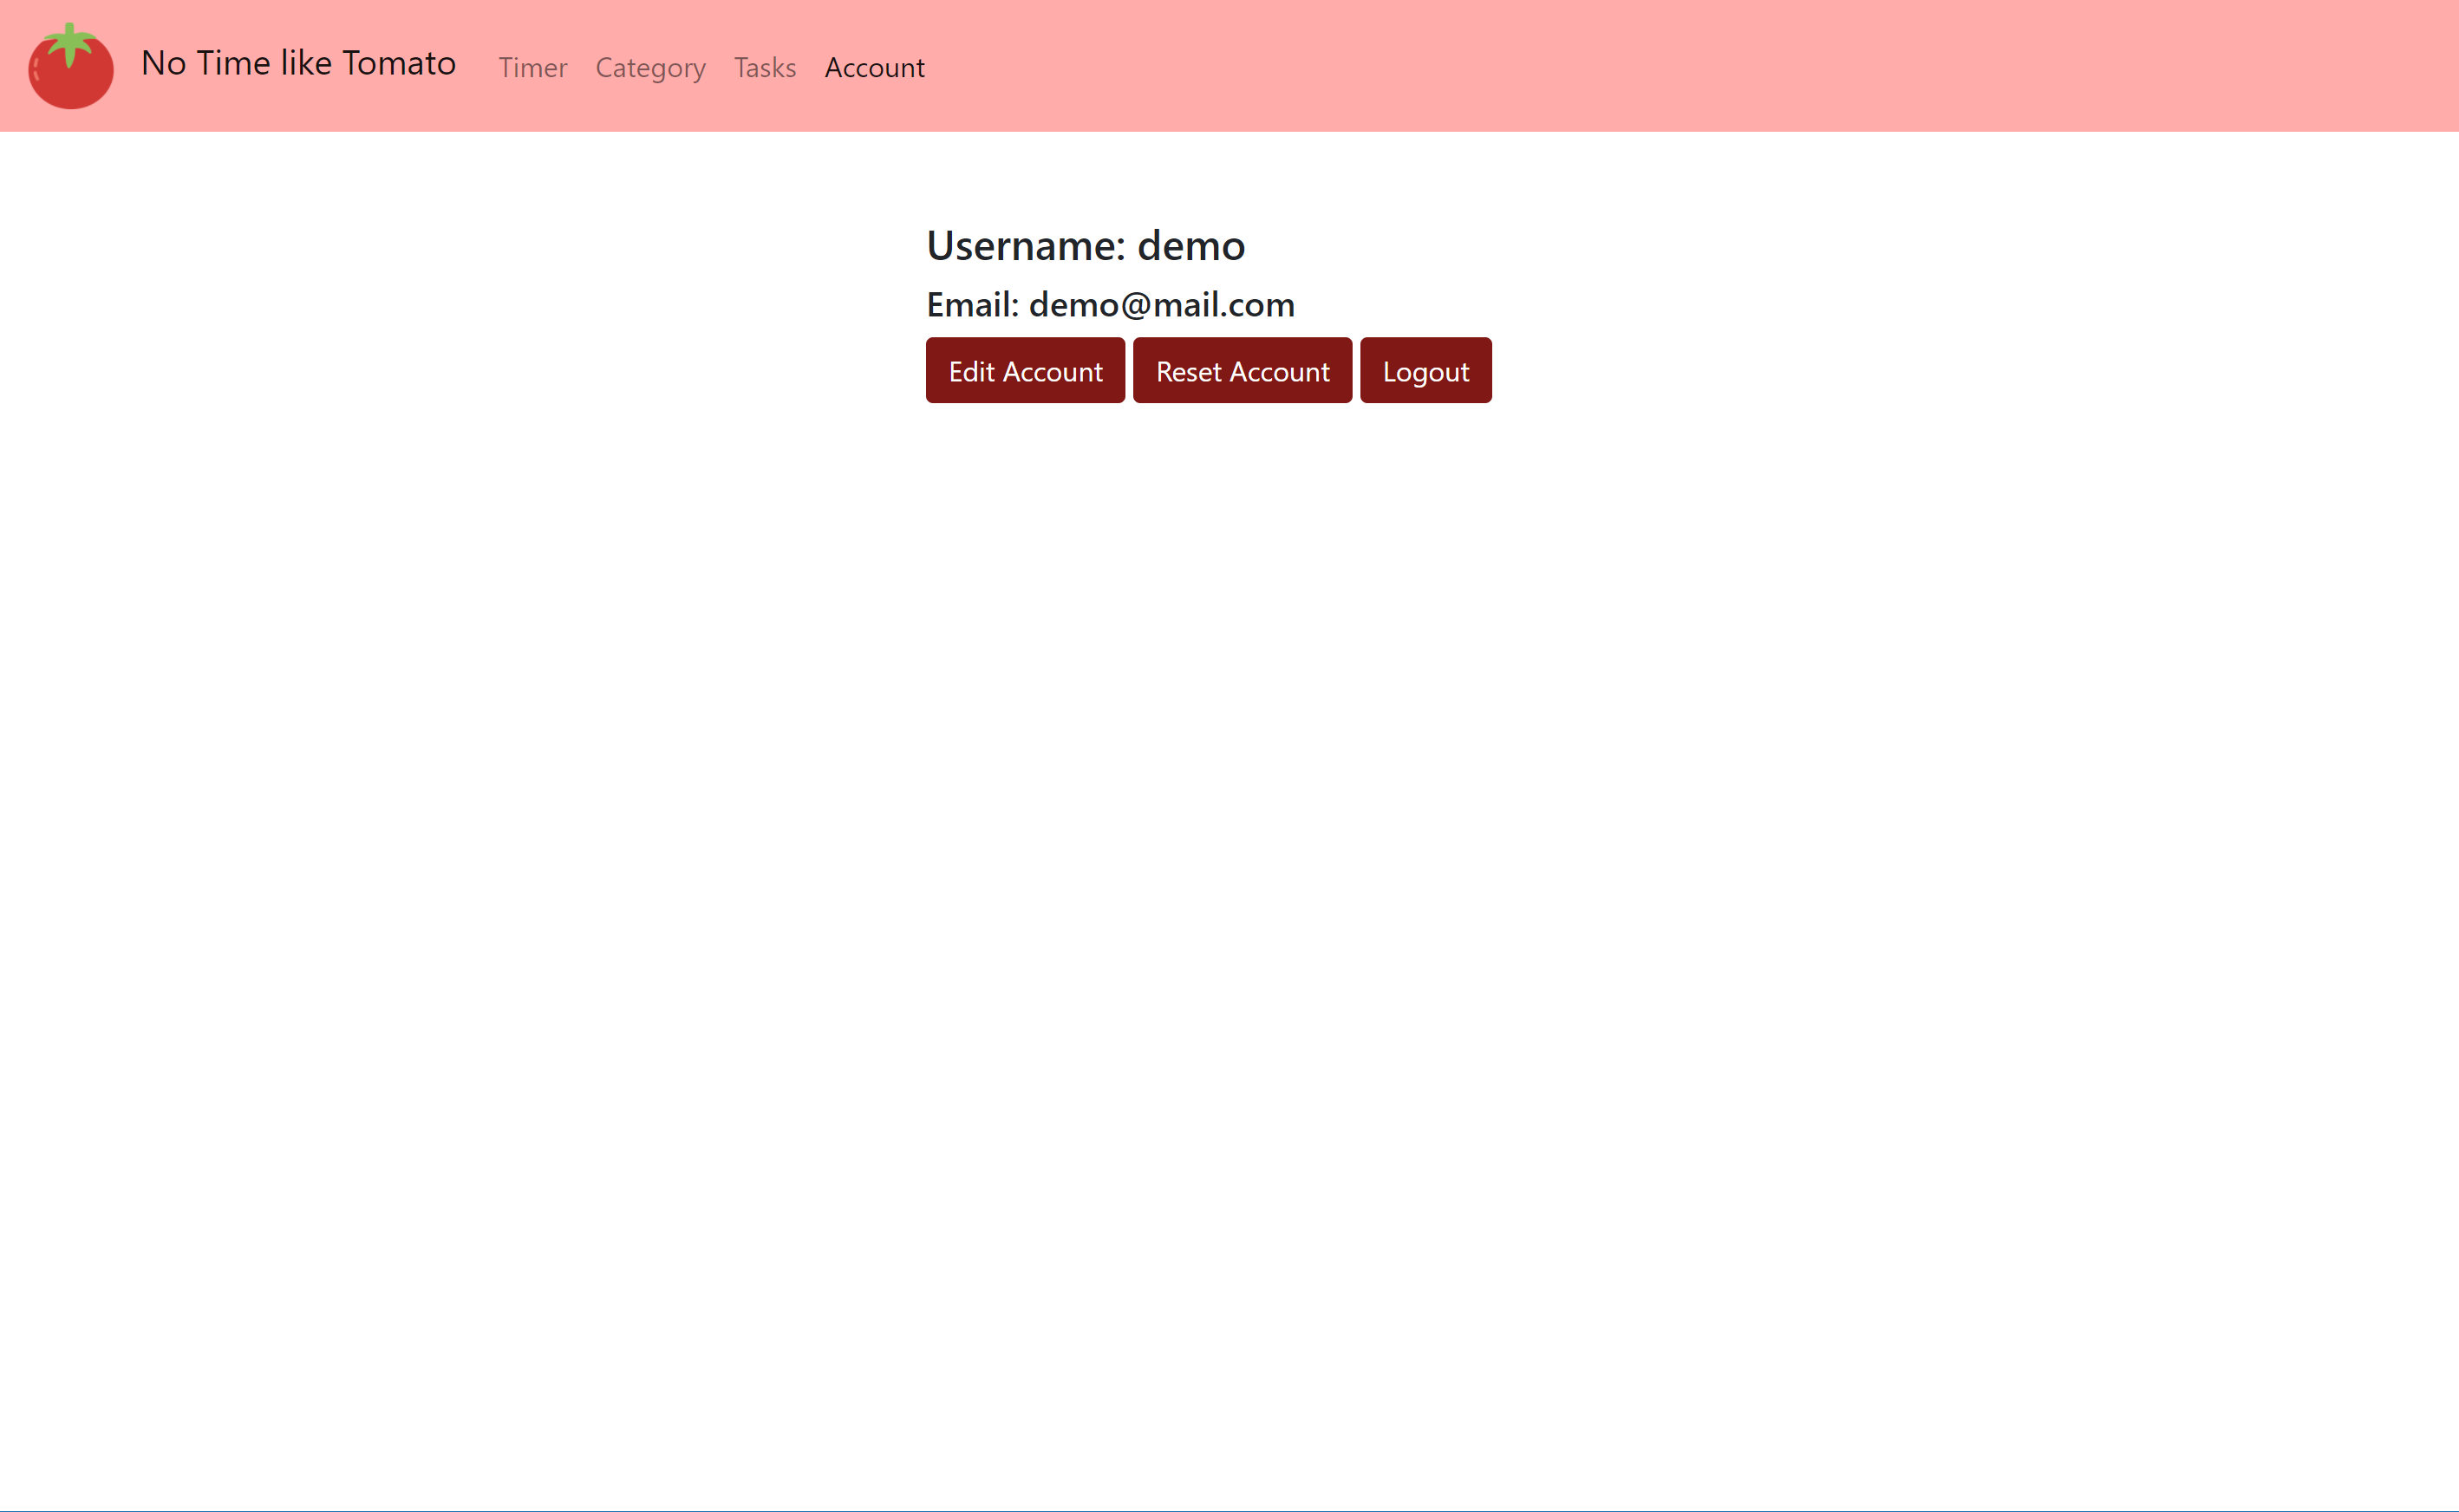 No Time like Tomato Timer Category Tasks Account
Username: demo
Email: demo@mail.com
Edit Account Reset Account Logout